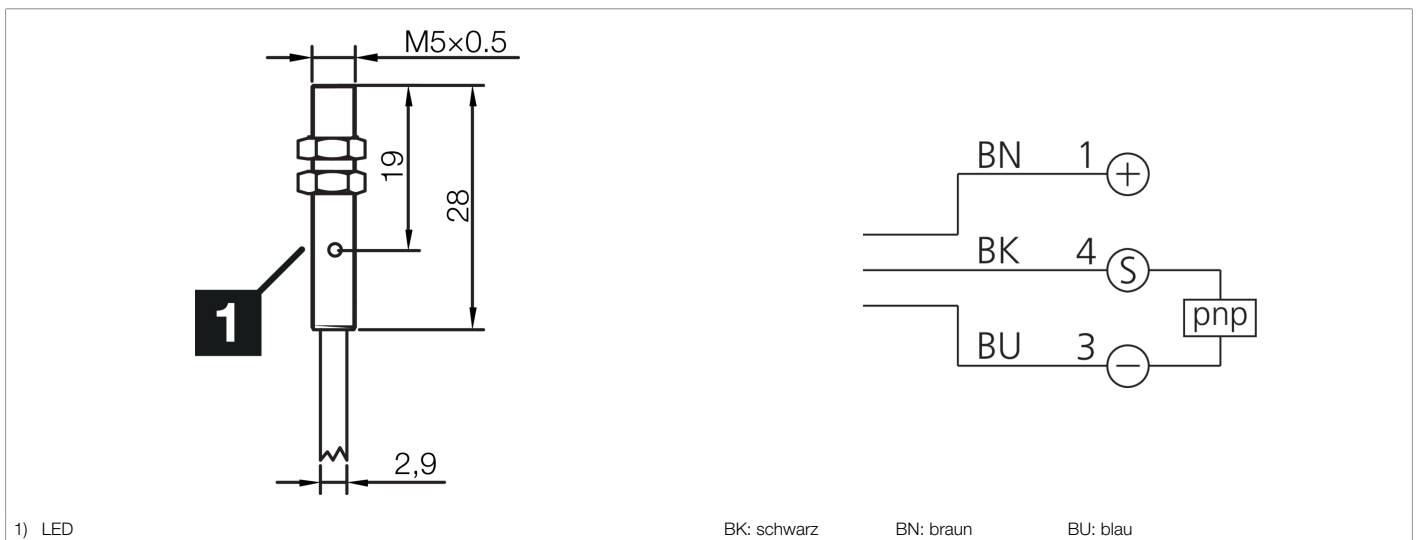 M5×0.5
19
28
1
2,9
BN 1 +
BK 4 S
pnp
BU 3 −
1) LED
BK: schwarz BN: braun BU: blau